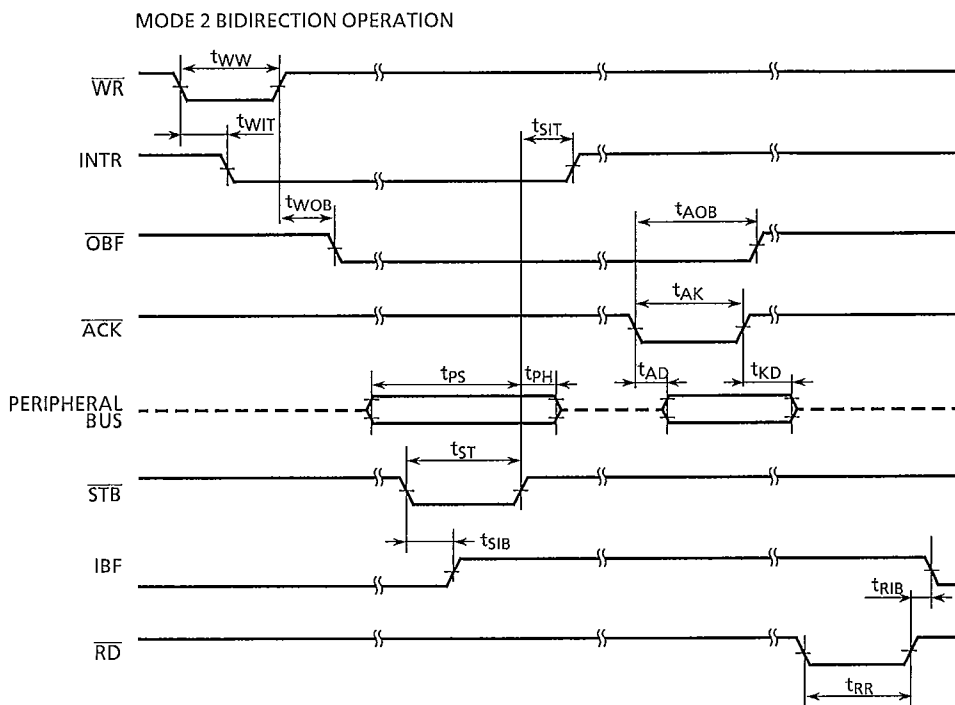 MODE 2 BIDIRECTION OPERATION
tWW
WR
tWIT
tSIT
INTR
tWOB
tAOB
OBF
tAK
ACK
tPS
tPH
tAD
tKD
PERIPHERAL
BUS
tST
STB
tSIB
IBF
tRIB
RD
tRR